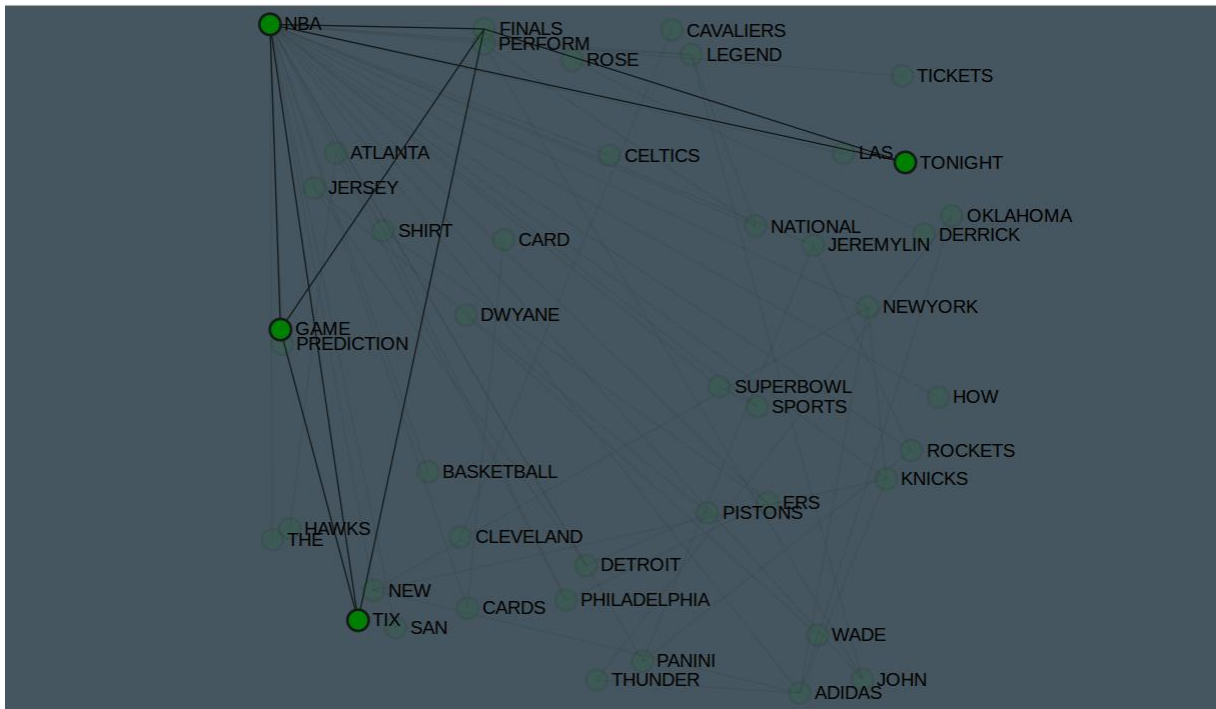 NBA
FINALS
CAVALIERS
PERFORM
LEGEND
ROSE
TICKETS
ATLANTA
CELTICS
LAS
TONIGHT
JERSEY
OKLAHOMA
SHIRT
NATIONAL
DERRICK
CARD
JEREMYLIN
NEWYORK
DWYANE
GAME
PREDICTION
SUPERBOWL
HOW
SPORTS
ROCKETS
BASKETBALL
KNICKS
ERS
PISTONS
HAWKS
CLEVELAND
THE
DETROIT
NEW
PHILADELPHIA
CARDS
TIX
SAN
WADE
PANINI
THUNDER
JOHN
ADIDAS